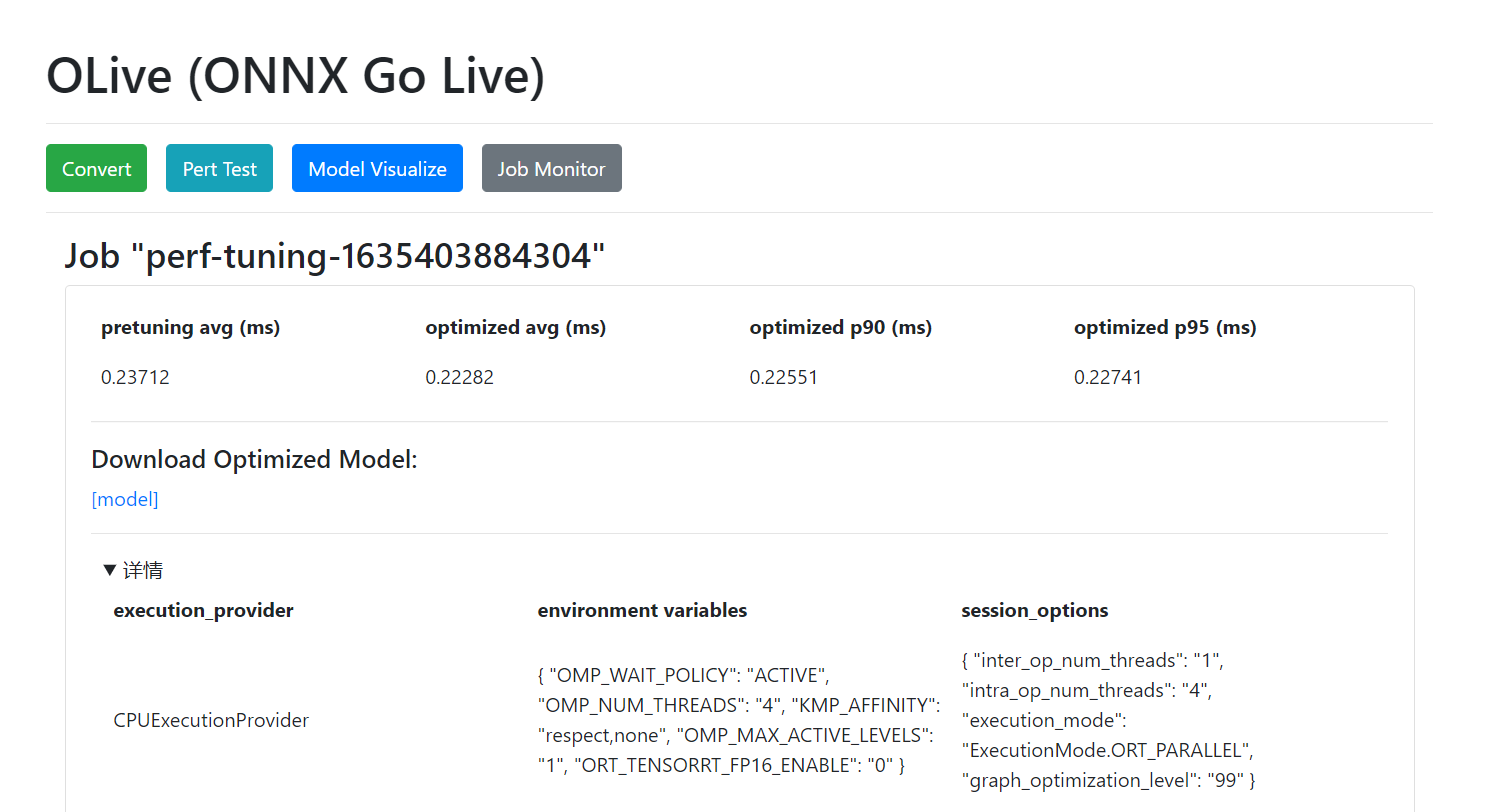 OLive (ONNX Go Live)
Convert Pert Test Model Visualize Job Monitor
Job "perf-tuning-1635403884304"
pretuning avg (ms) optimized avg (ms) optimized p90 (ms) optimized p95 (ms)
0.23712 0.22282 0.22551 0.22741
Download Optimized Model:
[model]
▼ 详情
execution_provider environment variables session_options
CPUExecutionProvider
{ "OMP_WAIT_POLICY": "ACTIVE",
"OMP_NUM_THREADS": "4", "KMP_AFFINITY":
"respect,none", "OMP_MAX_ACTIVE_LEVELS":
"1", "ORT_TENSORRT_FP16_ENABLE": "0" }
{ "inter_op_num_threads": "1",
"intra_op_num_threads": "4",
"execution_mode":
"ExecutionMode.ORT_PARALLEL",
"graph_optimization_level": "99" }